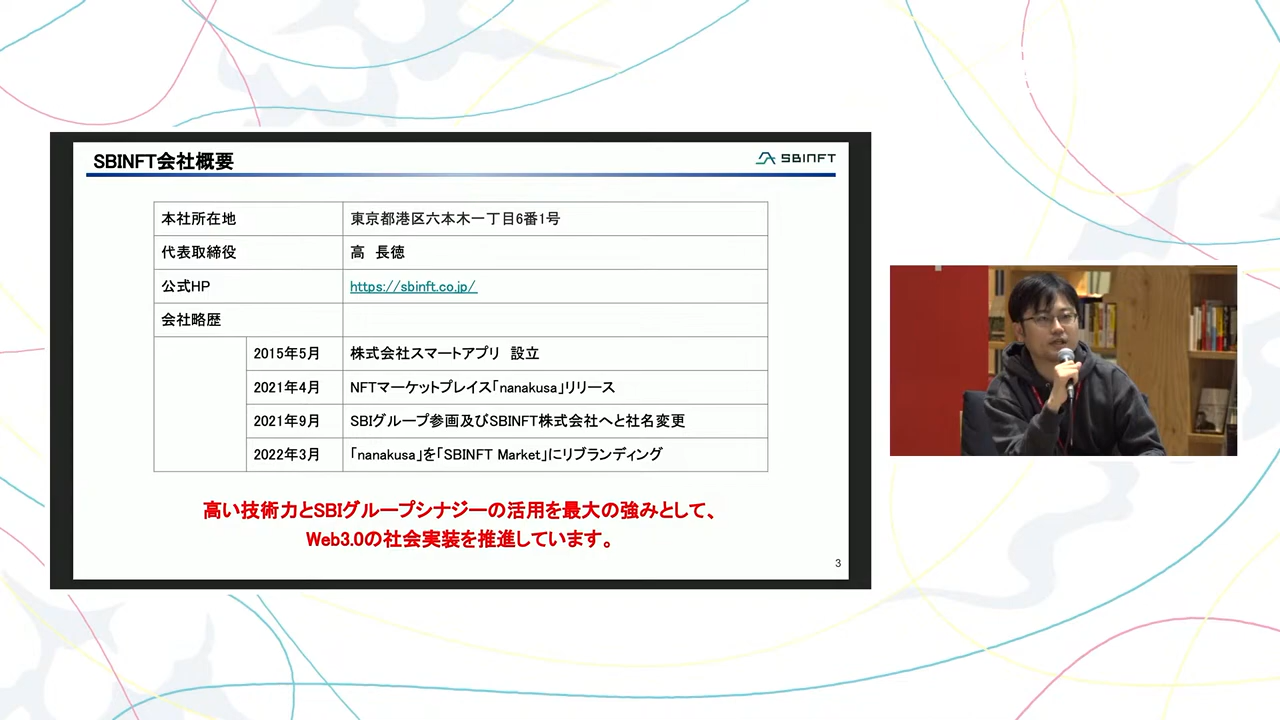 SBINFT会社概要
SBINFT
本社所在地 東京都港区六本木一丁目6番1号
代表取締役 高 長徳
公式HP https://sbinft.co.jp/
会社略歴
2015年5月 株式会社スマートアプリ 設立
2021年4月 NFTマーケットプレイス「nanakusa」リリース
2021年9月 SBIグループ参画及びSBINFT株式会社へと社名変更
2022年3月 「nanakusa」を「SBINFT Market」にリブランディング
高い技術力とSBIグループシナジーの活用を最大の強みとして、
Web3.0の社会実装を推進しています。
3